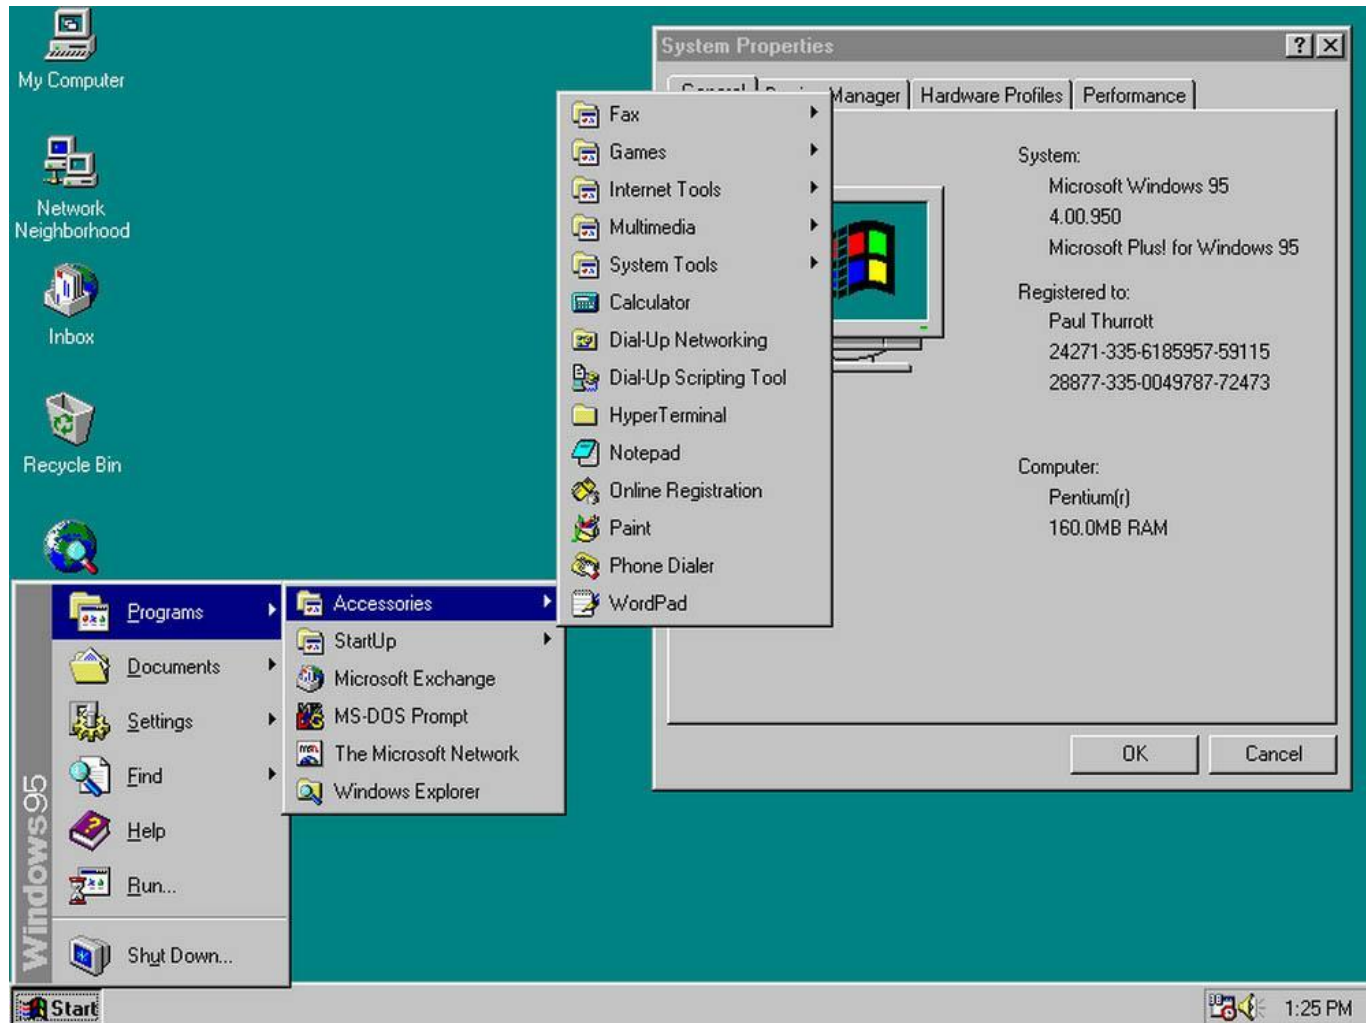 My Computer
Network
Neighborhood
Inbox
Recycle Bin
System Properties
General
Manager
Hardware Profiles
Performance
System:
Microsoft Windows 95
4.00.950
Microsoft Plus! for Windows 95
Registered to:
Paul Thurrott
24271-335-6185957-59115
28877-335-0049787-72473
Computer:
Pentium(r)
160.0MB RAM
OK
Cancel
Fax
Games
Internet Tools
Multimedia
System Tools
Calculator
Dial-Up Networking
Dial-Up Scripting Tool
HyperTerminal
Notepad
Online Registration
Paint
Phone Dialer
WordPad
Accessories
StartUp
Microsoft Exchange
MS-DOS Prompt
The Microsoft Network
Windows Explorer
Programs
Documents
Settings
Find
Help
Run...
Shut Down...
Windows95
Start
1:25 PM